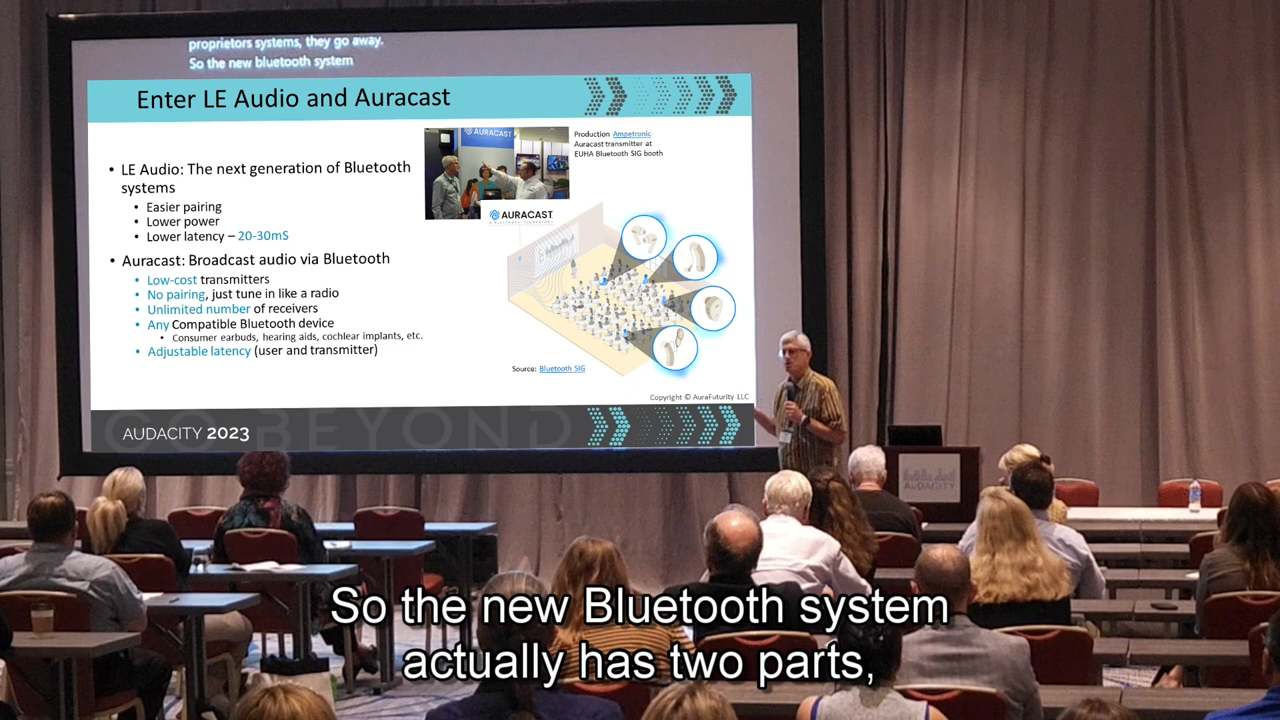 proprietors systems, they go away.
So the new bluetooth system
Enter LE Audio and Auracast
• LE Audio: The next generation of Bluetooth
systems
• Easier pairing
• Lower power
• Lower latency – 20-30mS
• Auracast: Broadcast audio via Bluetooth
• Low-cost transmitters
• No pairing, just tune in like a radio
• Unlimited number of receivers
• Any Compatible Bluetooth device
• Consumer earbuds, hearing aids, cochlear implants, etc.
• Adjustable latency (user and transmitter)
AURACAST
Production Ampetronic
Auracast transmitter at
EUHA Bluetooth SIG booth
AURACAST
Source: Bluetooth SIG
Copyright © AuraFuturity LLC
GO BEYOND
AUDACITY 2023
AUDACITY
So the new Bluetooth system
actually has two parts,